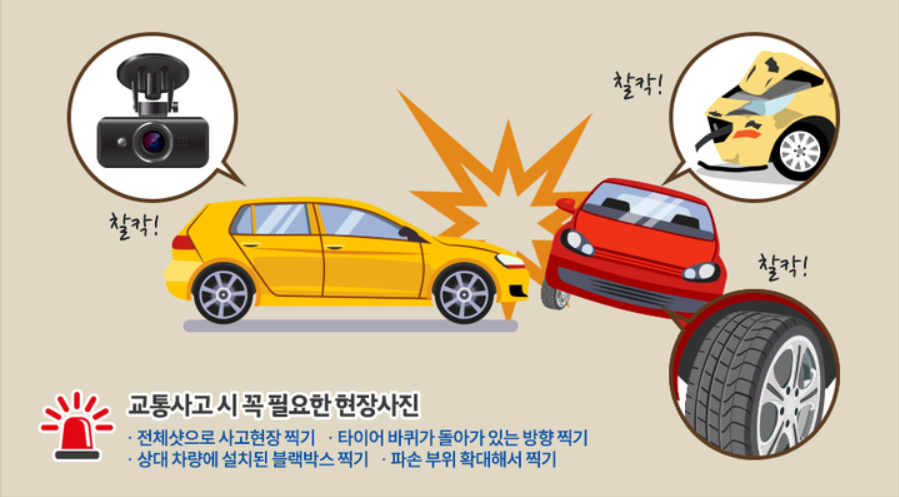 찰칵!
찰칵!
찰칵!
교통사고 시 꼭 필요한 현장사진
· 전체샷으로 사고현장 찍기 · 타이어 바퀴가 돌아가 있는 방향 찍기
· 상대 차량에 설치된 블랙박스 찍기 · 파손 부위 확대해서 찍기